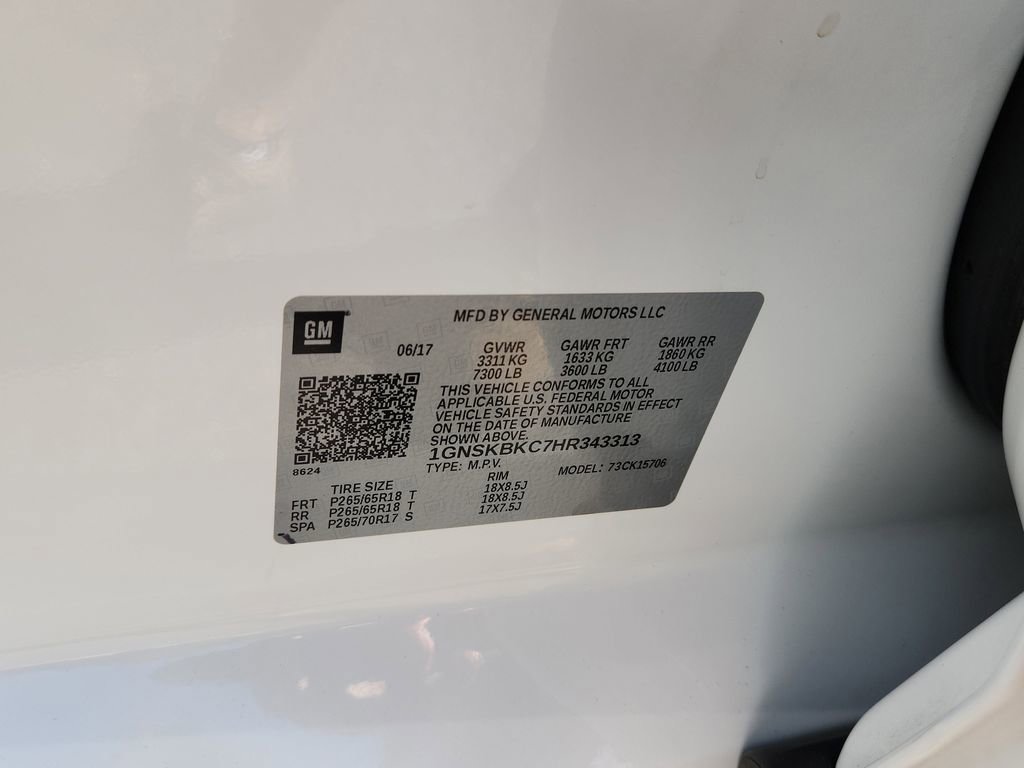 GM
MFD BY GENERAL MOTORS LLC
06/17
GVWR GAWR FRT GAWR RR
3311 KG 1633 KG 1860 KG
7300 LB 3600 LB 4100 LB
THIS VEHICLE CONFORMS TO ALL
APPLICABLE U.S. FEDERAL MOTOR
VEHICLE SAFETY STANDARDS IN EFFECT
ON THE DATE OF MANUFACTURE
SHOWN ABOVE.
1GNSKBKC7HR343313
8624
TYPE: M.P.V. MODEL: 73CK15706
TIRE SIZE RIM
FRT P265/65R18 T 18X8.5J
RR P265/65R18 T 18X8.5J
SPA P265/70R17 S 17X7.5J